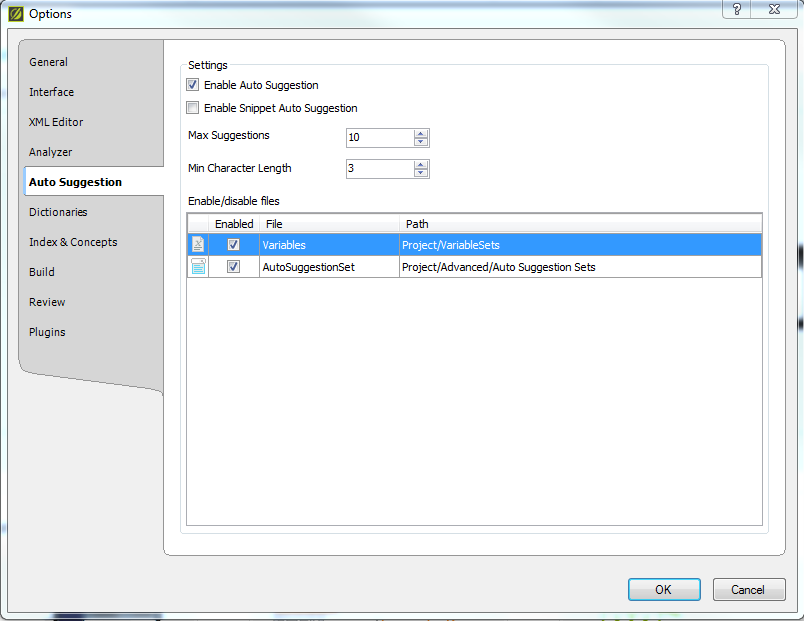 Options
?
General
Interface
XML Editor
Analyzer
Auto Suggestion
Dictionaries
Index & Concepts
Build
Review
Plugins
Settings
Enable Auto Suggestion
Enable Snippet Auto Suggestion
Max Suggestions 10
Min Character Length 3
Enable/disable files
Enabled File Path
Variables Project/VariableSets
AutoSuggestionSet Project/Advanced/Auto Suggestion Sets
OK Cancel